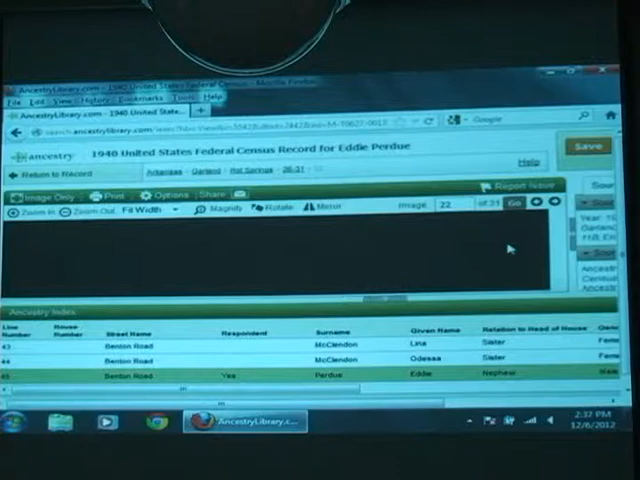 AncestryLibrary.com - 1940 United States Federal Census - Mozilla Firefox
File Edit View History Bookmarks Tools Help
AncestryLibrary.com - 1940 United State...
Google
ancestry 1940 United States Federal Census Record for Eddie Perdue
Save
Return to Record Arkansas Garland Hot Springs 26-31 Help
Image Only Print Options Share Report Issue
Zoom In Zoom Out Fit Width Magnify Rotate Mirror Image: 22 of 31 Go
Ancestry Index
Line Number House Number Street Name Respondent Surname Given Name Relation to Head of House
43 Benton Road McClendon Lina Sister
44 Benton Road McClendon Odessa Sister
45 Benton Road Yes Perdue Eddie Nephew
AncestryLibrary.c...
2:37 PM
12/6/2012